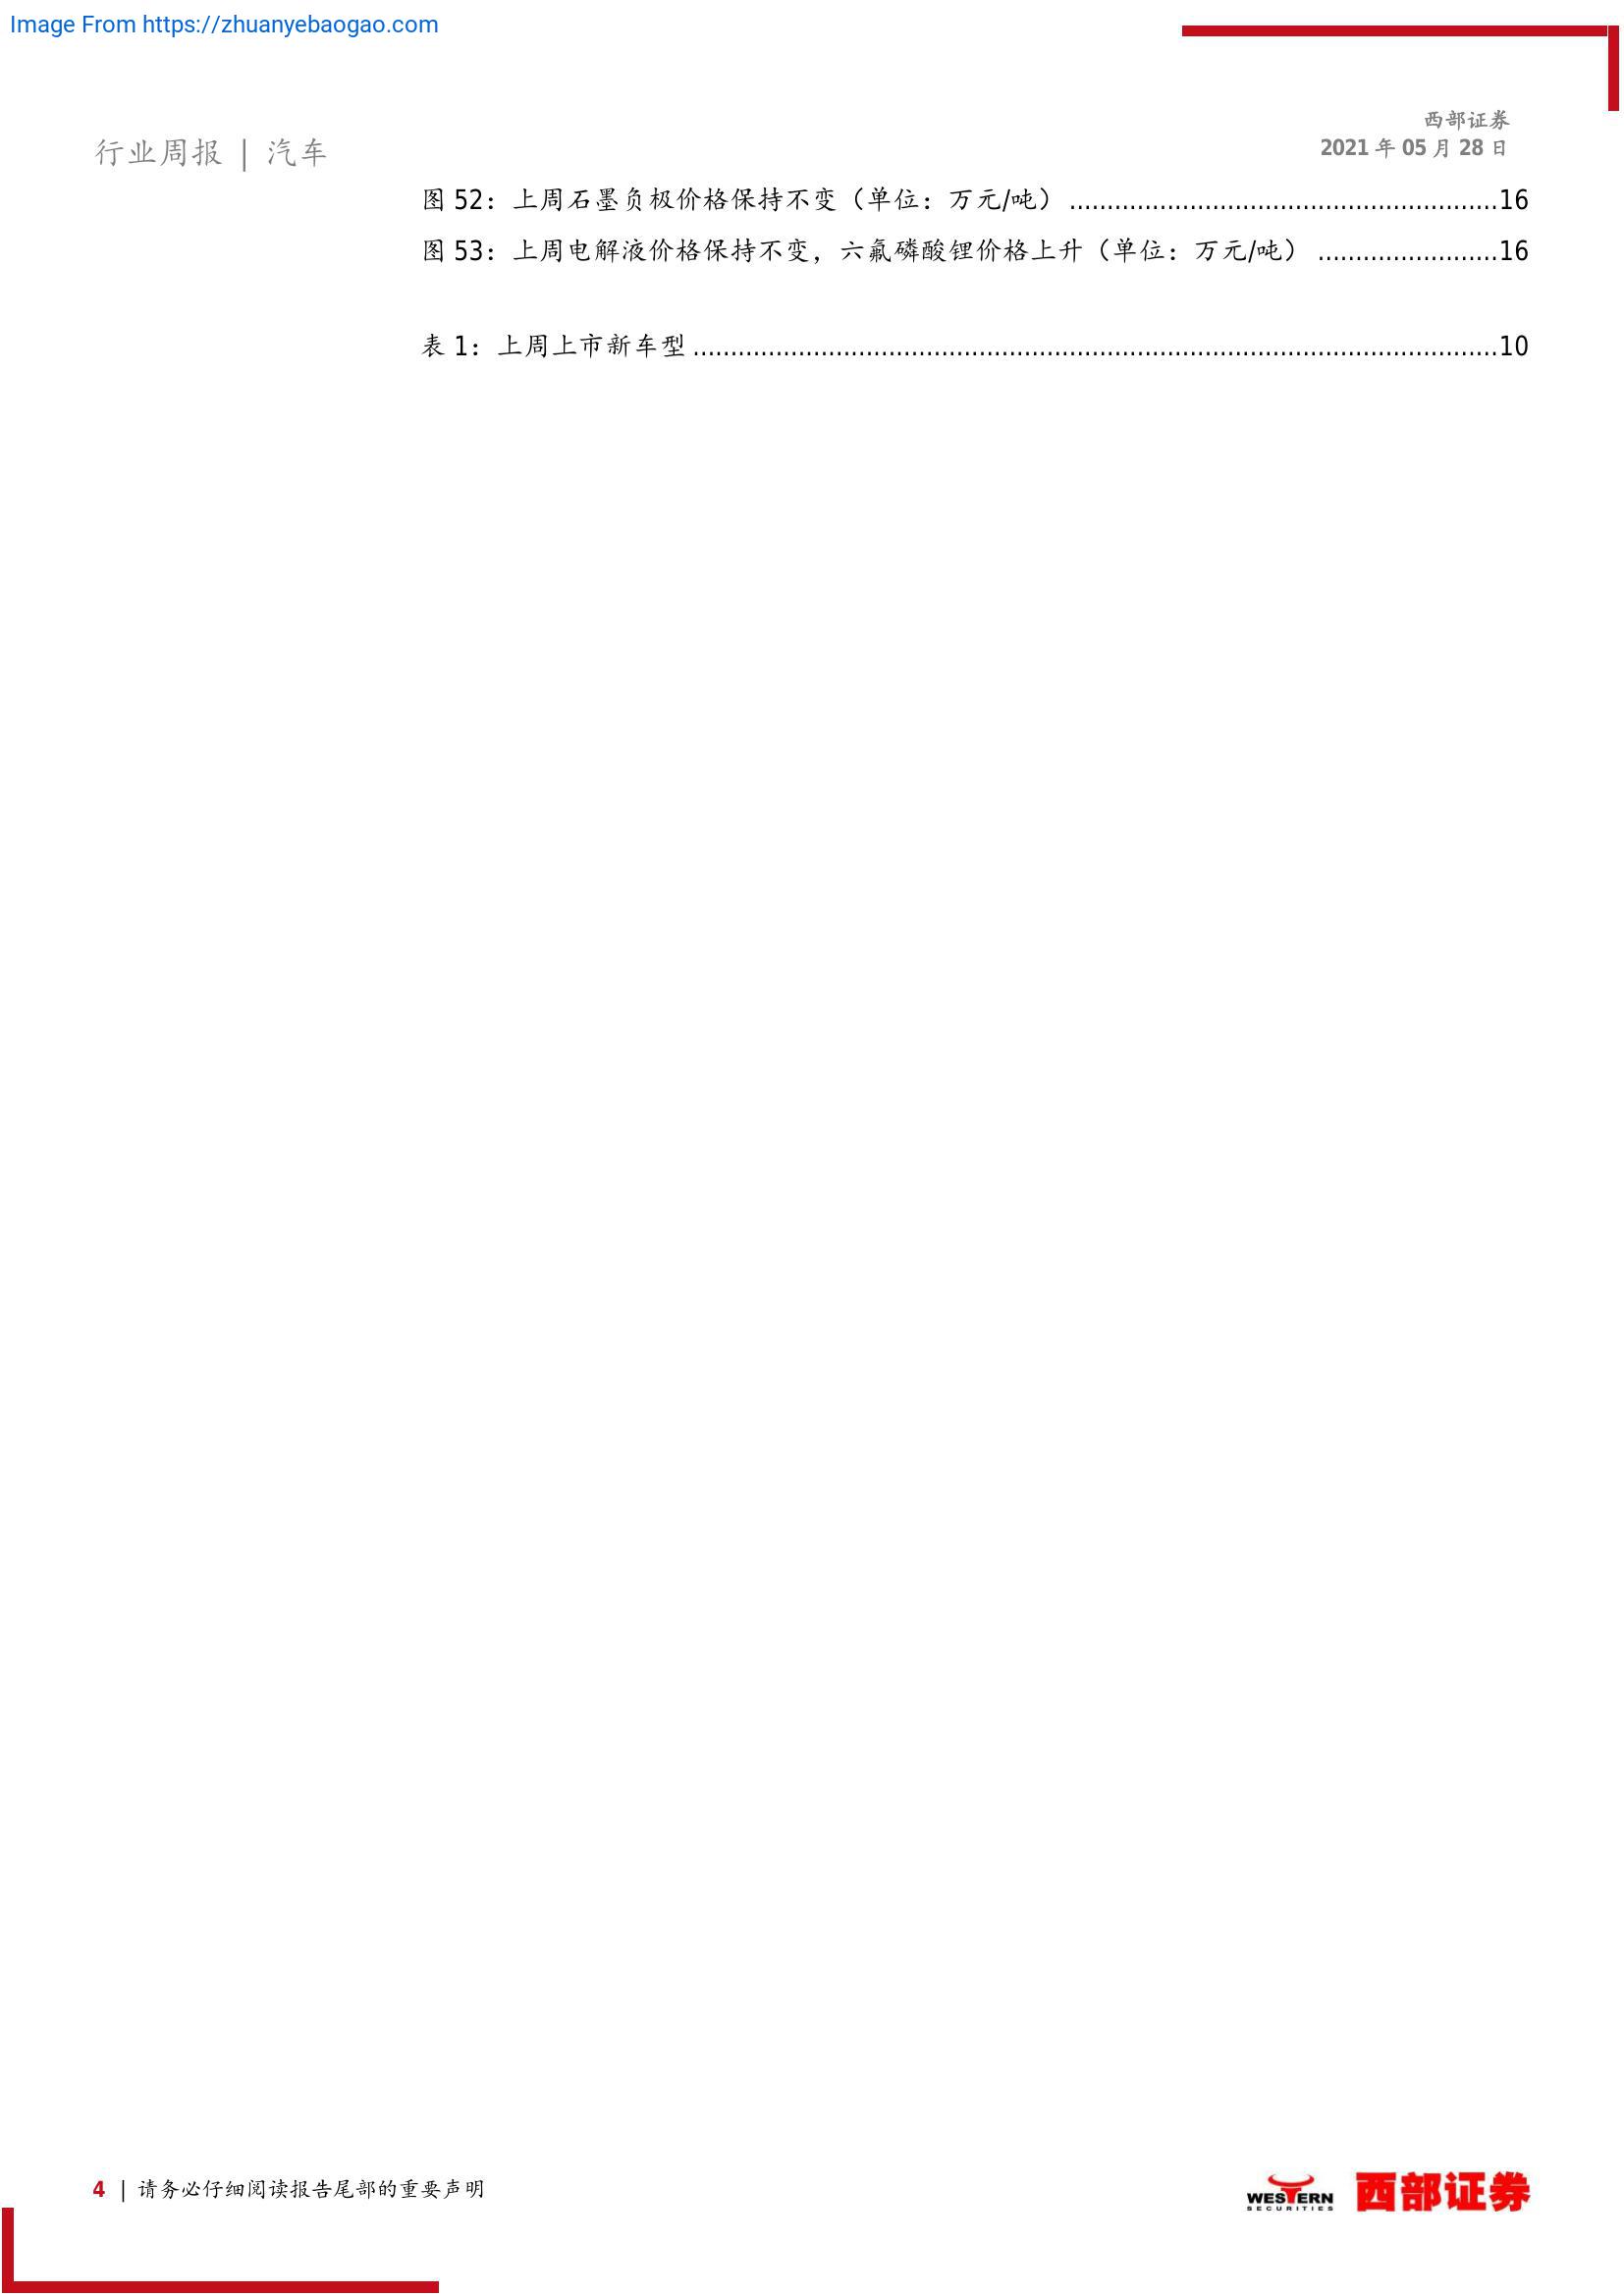 Image From https://zhuanyebaogao.com
西部证券
行业周报 | 汽车
2021 年 05 月 28 日
图 52：上周石墨负极价格保持不变（单位：万元/吨）.........................................................16
图 53：上周电解液价格保持不变，六氟磷酸锂价格上升（单位：万元/吨）........................16
表 1：上周上市新车型...........................................................................................................10
4 | 请务必仔细阅读报告尾部的重要声明
WESTERN
SECURITIES
西部证券